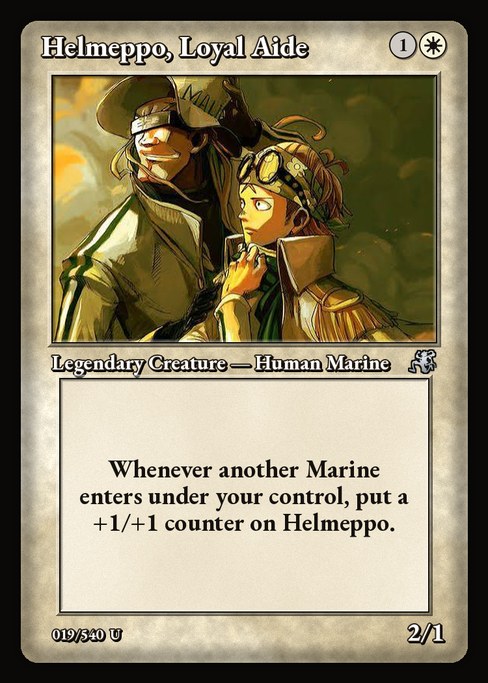 Helmeppo, Loyal Aide
1
MALI
Legendary Creature — Human Marine
Whenever another Marine
enters under your control, put a
+1/+1 counter on Helmeppo.
019/540 U
2/1